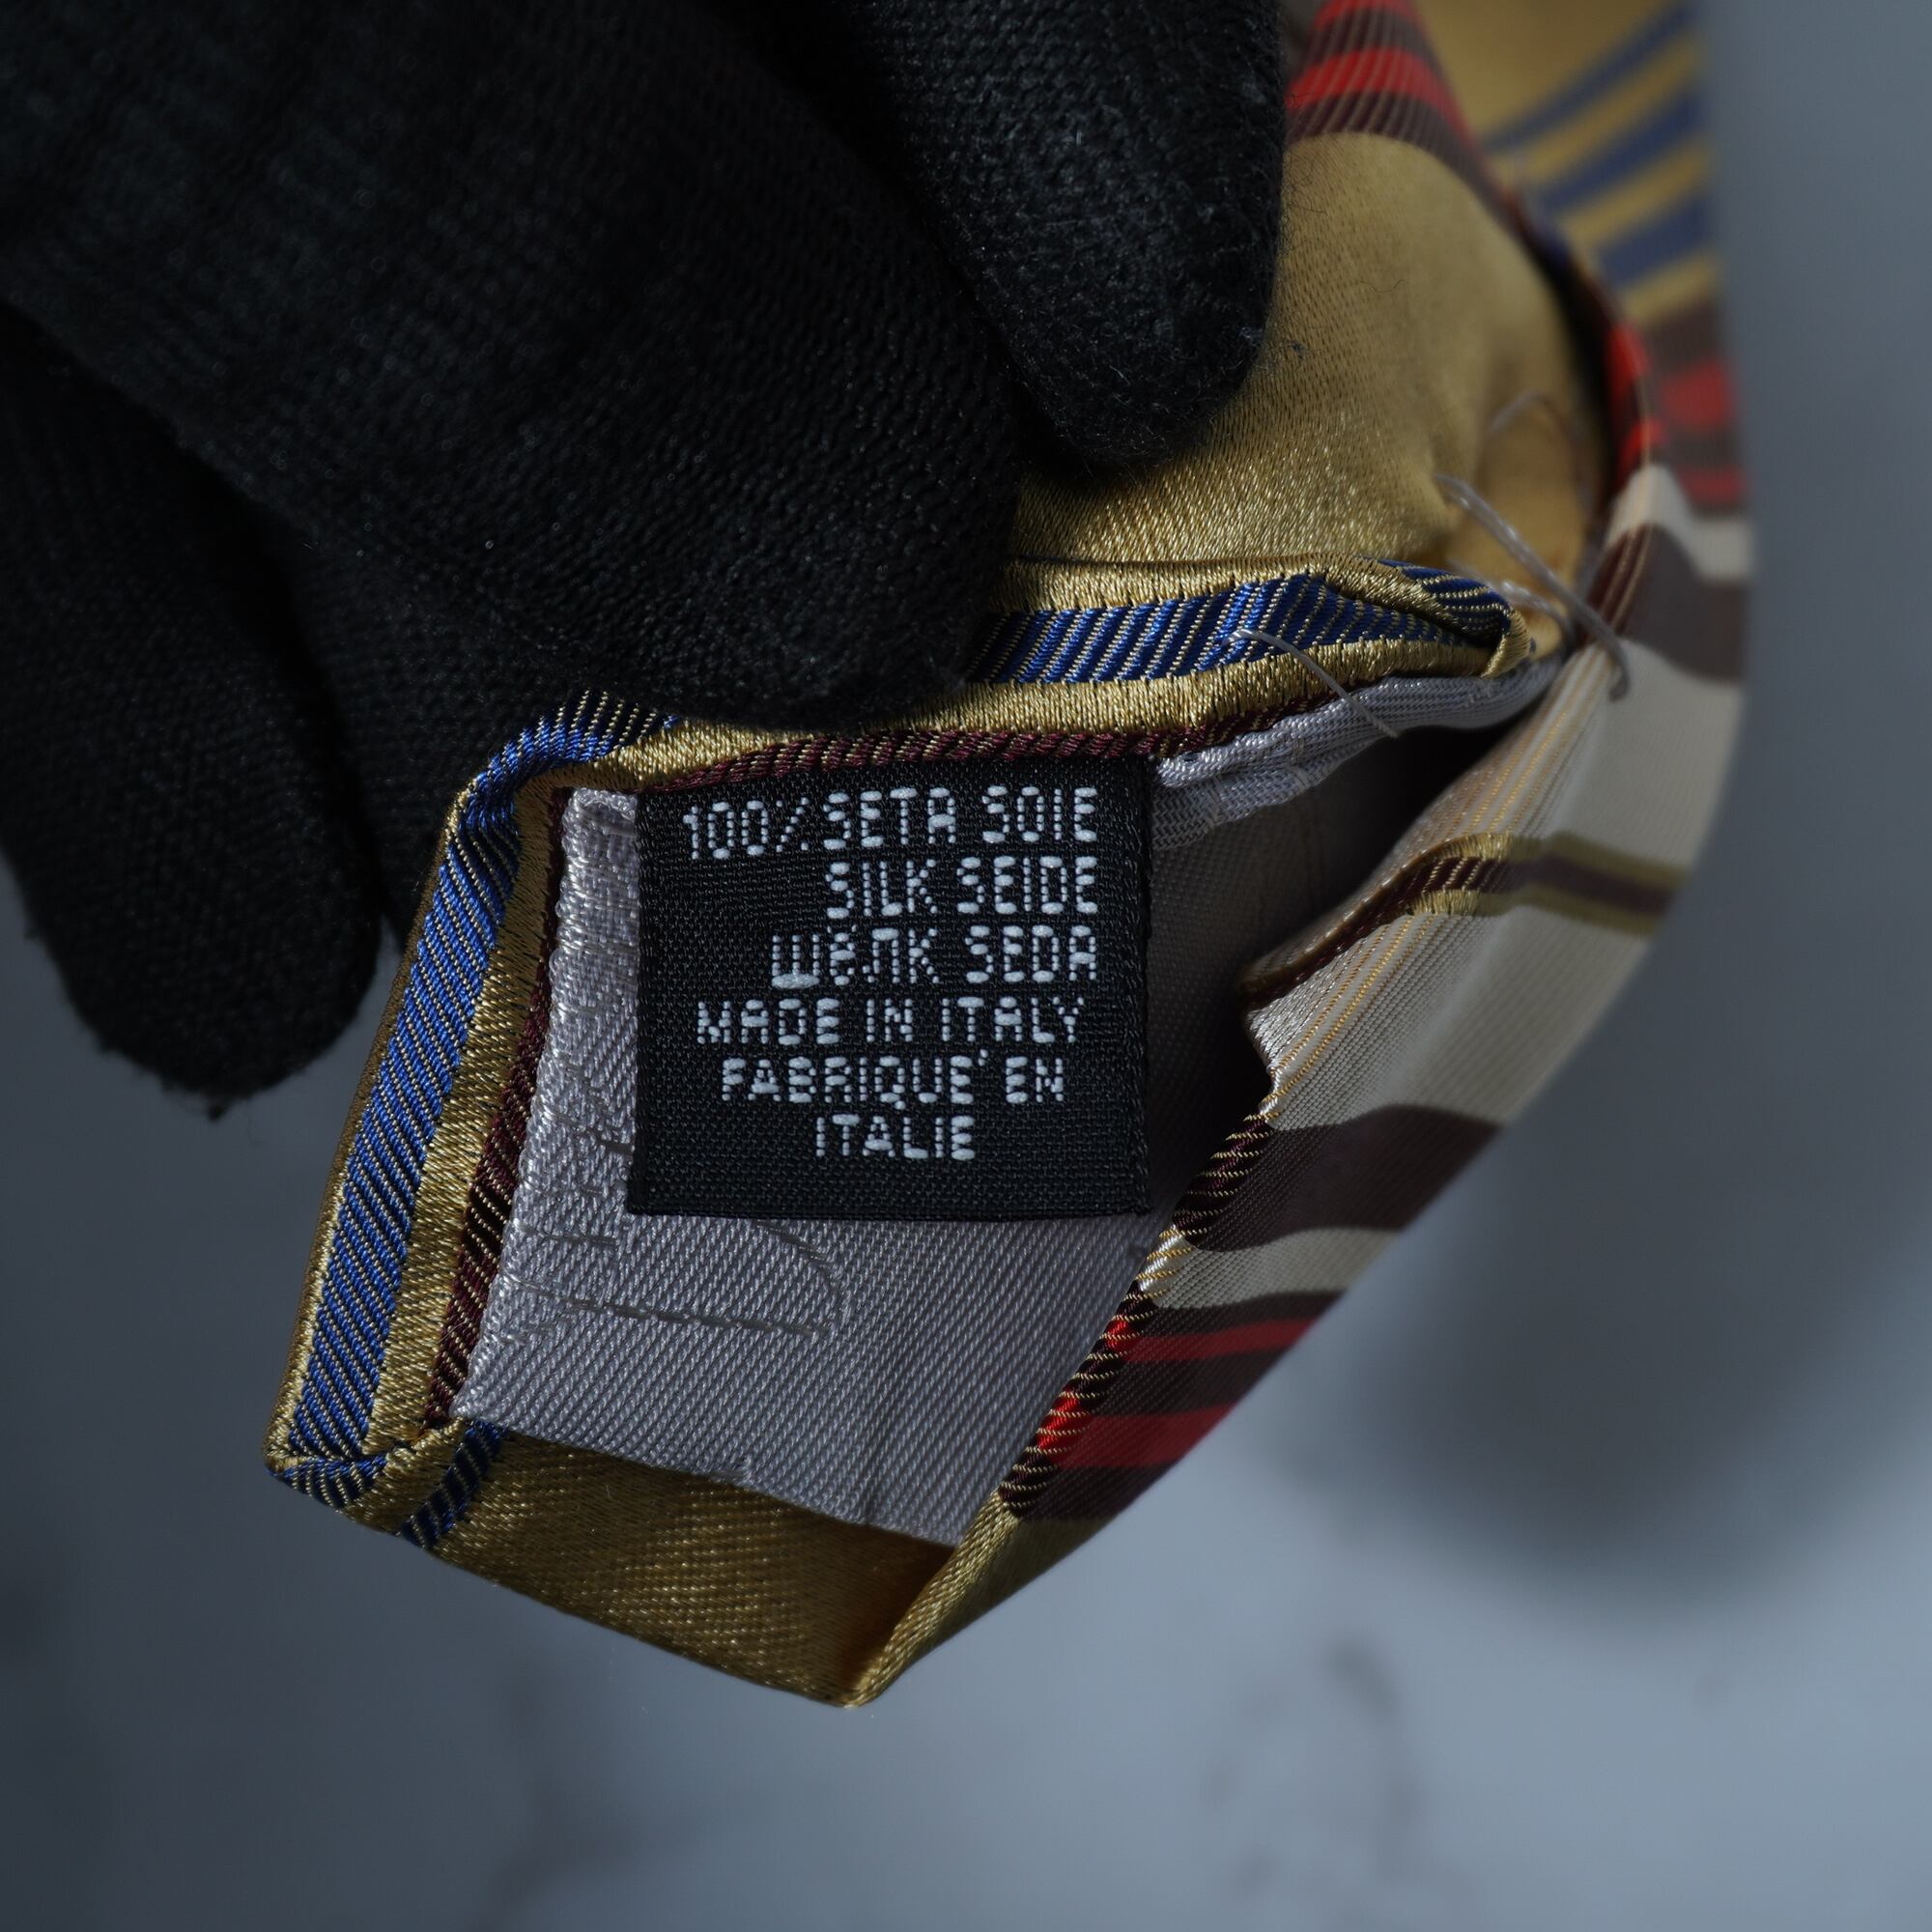 100% SETA SOIE
SILK SEIDE
шёлк SEDA
MADE IN ITALY
FABRIQUE' EN
ITALIE